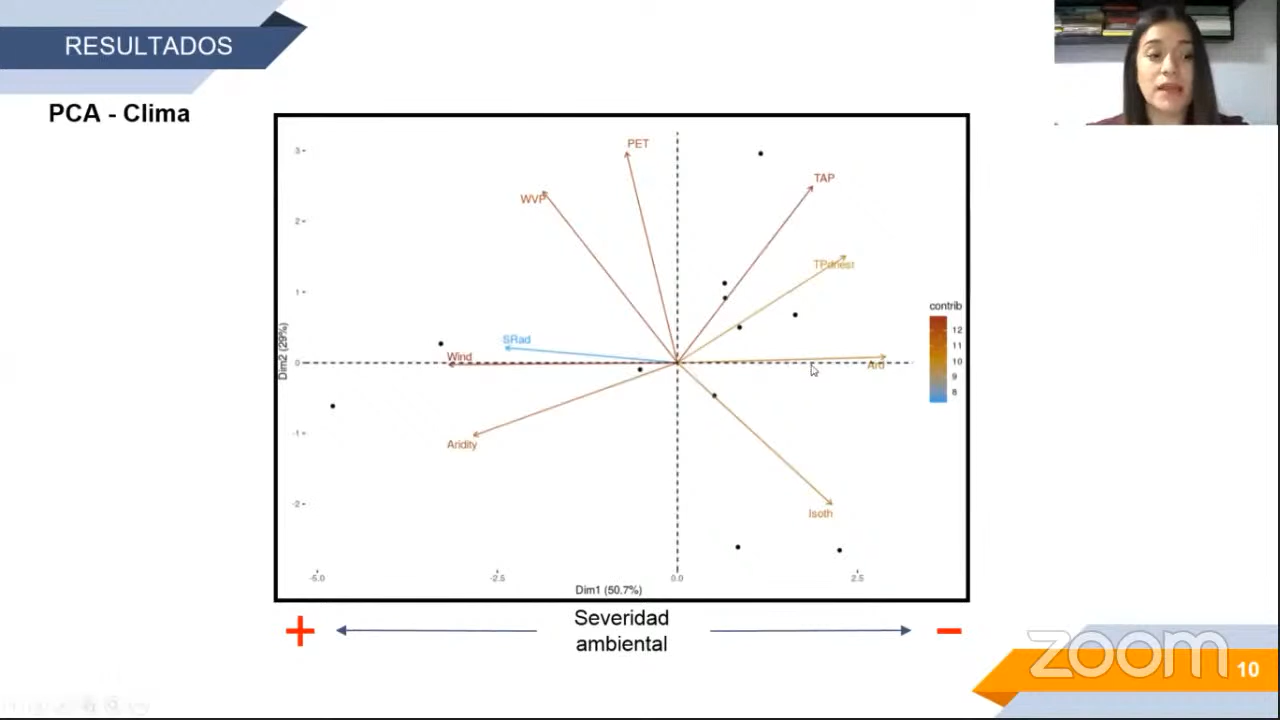 RESULTADOS
PCA - Clima
PET
TAP
WVP
TPdriest
SRad
Wind
Aridity
Isoth
contrib
12
11
10
9
8
3
2
1
0
-1
-2
Dim2 (29%)
-5.0
-2.5
0.0
2.5
Dim1 (50.7%)
+
Severidad
ambiental
−
zoom
10